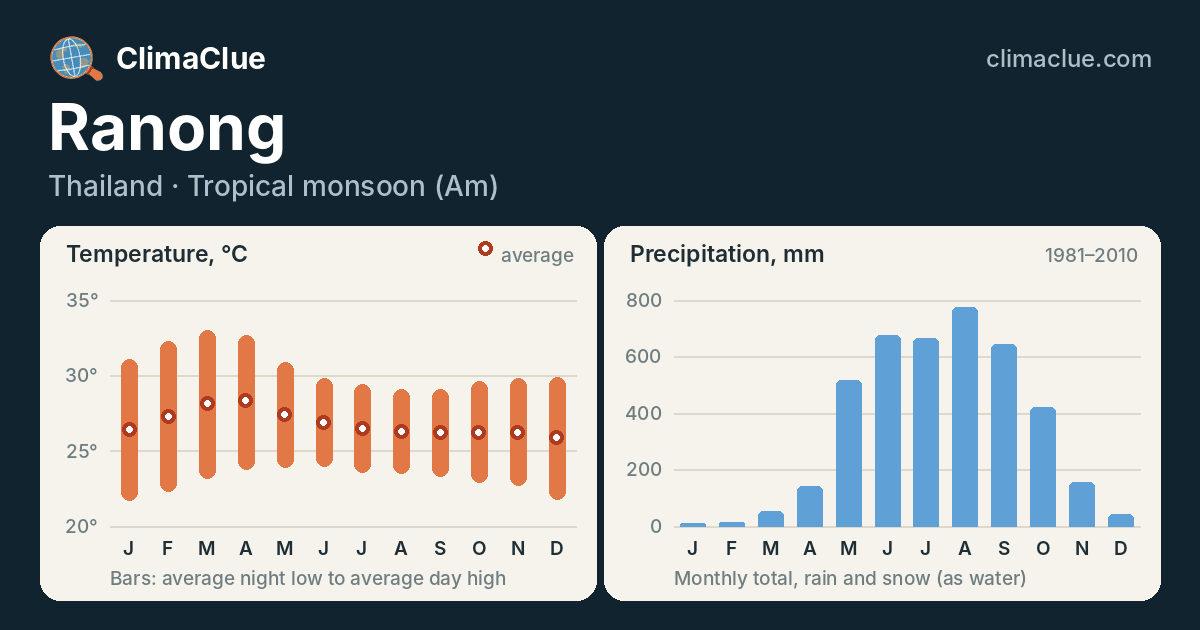 ClimaClue
climaclue.com
Ranong
Thailand · Tropical monsoon (Am)
Temperature, °C
average
35°
30°
25°
20°
J F M A M J J A S O N D
Bars: average night low to average day high
Precipitation, mm
1981–2010
800
600
400
200
0
J F M A M J J A S O N D
Monthly total, rain and snow (as water)